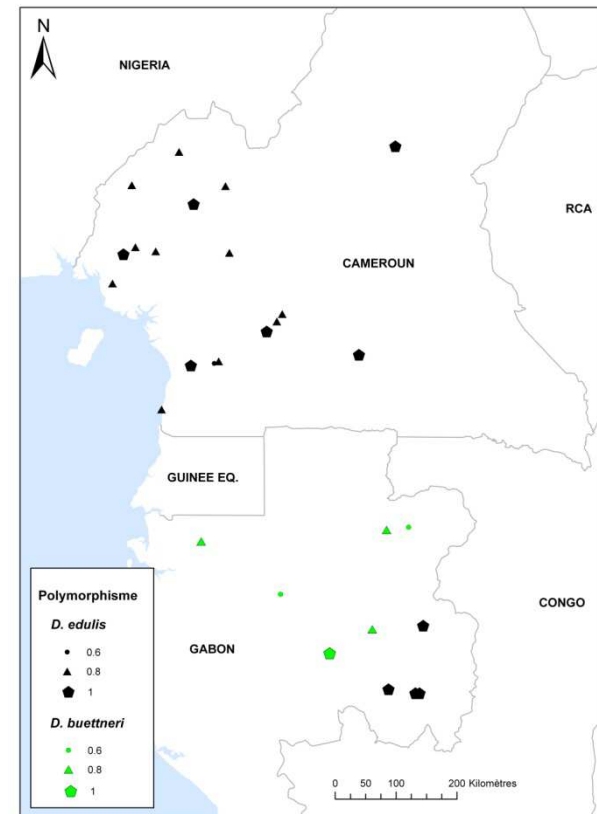 N
NIGERIA
RCA
CAMEROUN
GUINEE EQ.
CONGO
GABON
Polymorphisme
D. edulis
0.6
0.8
1
D. buettneri
0.6
0.8
1
0 50 100 200 Kilomètres